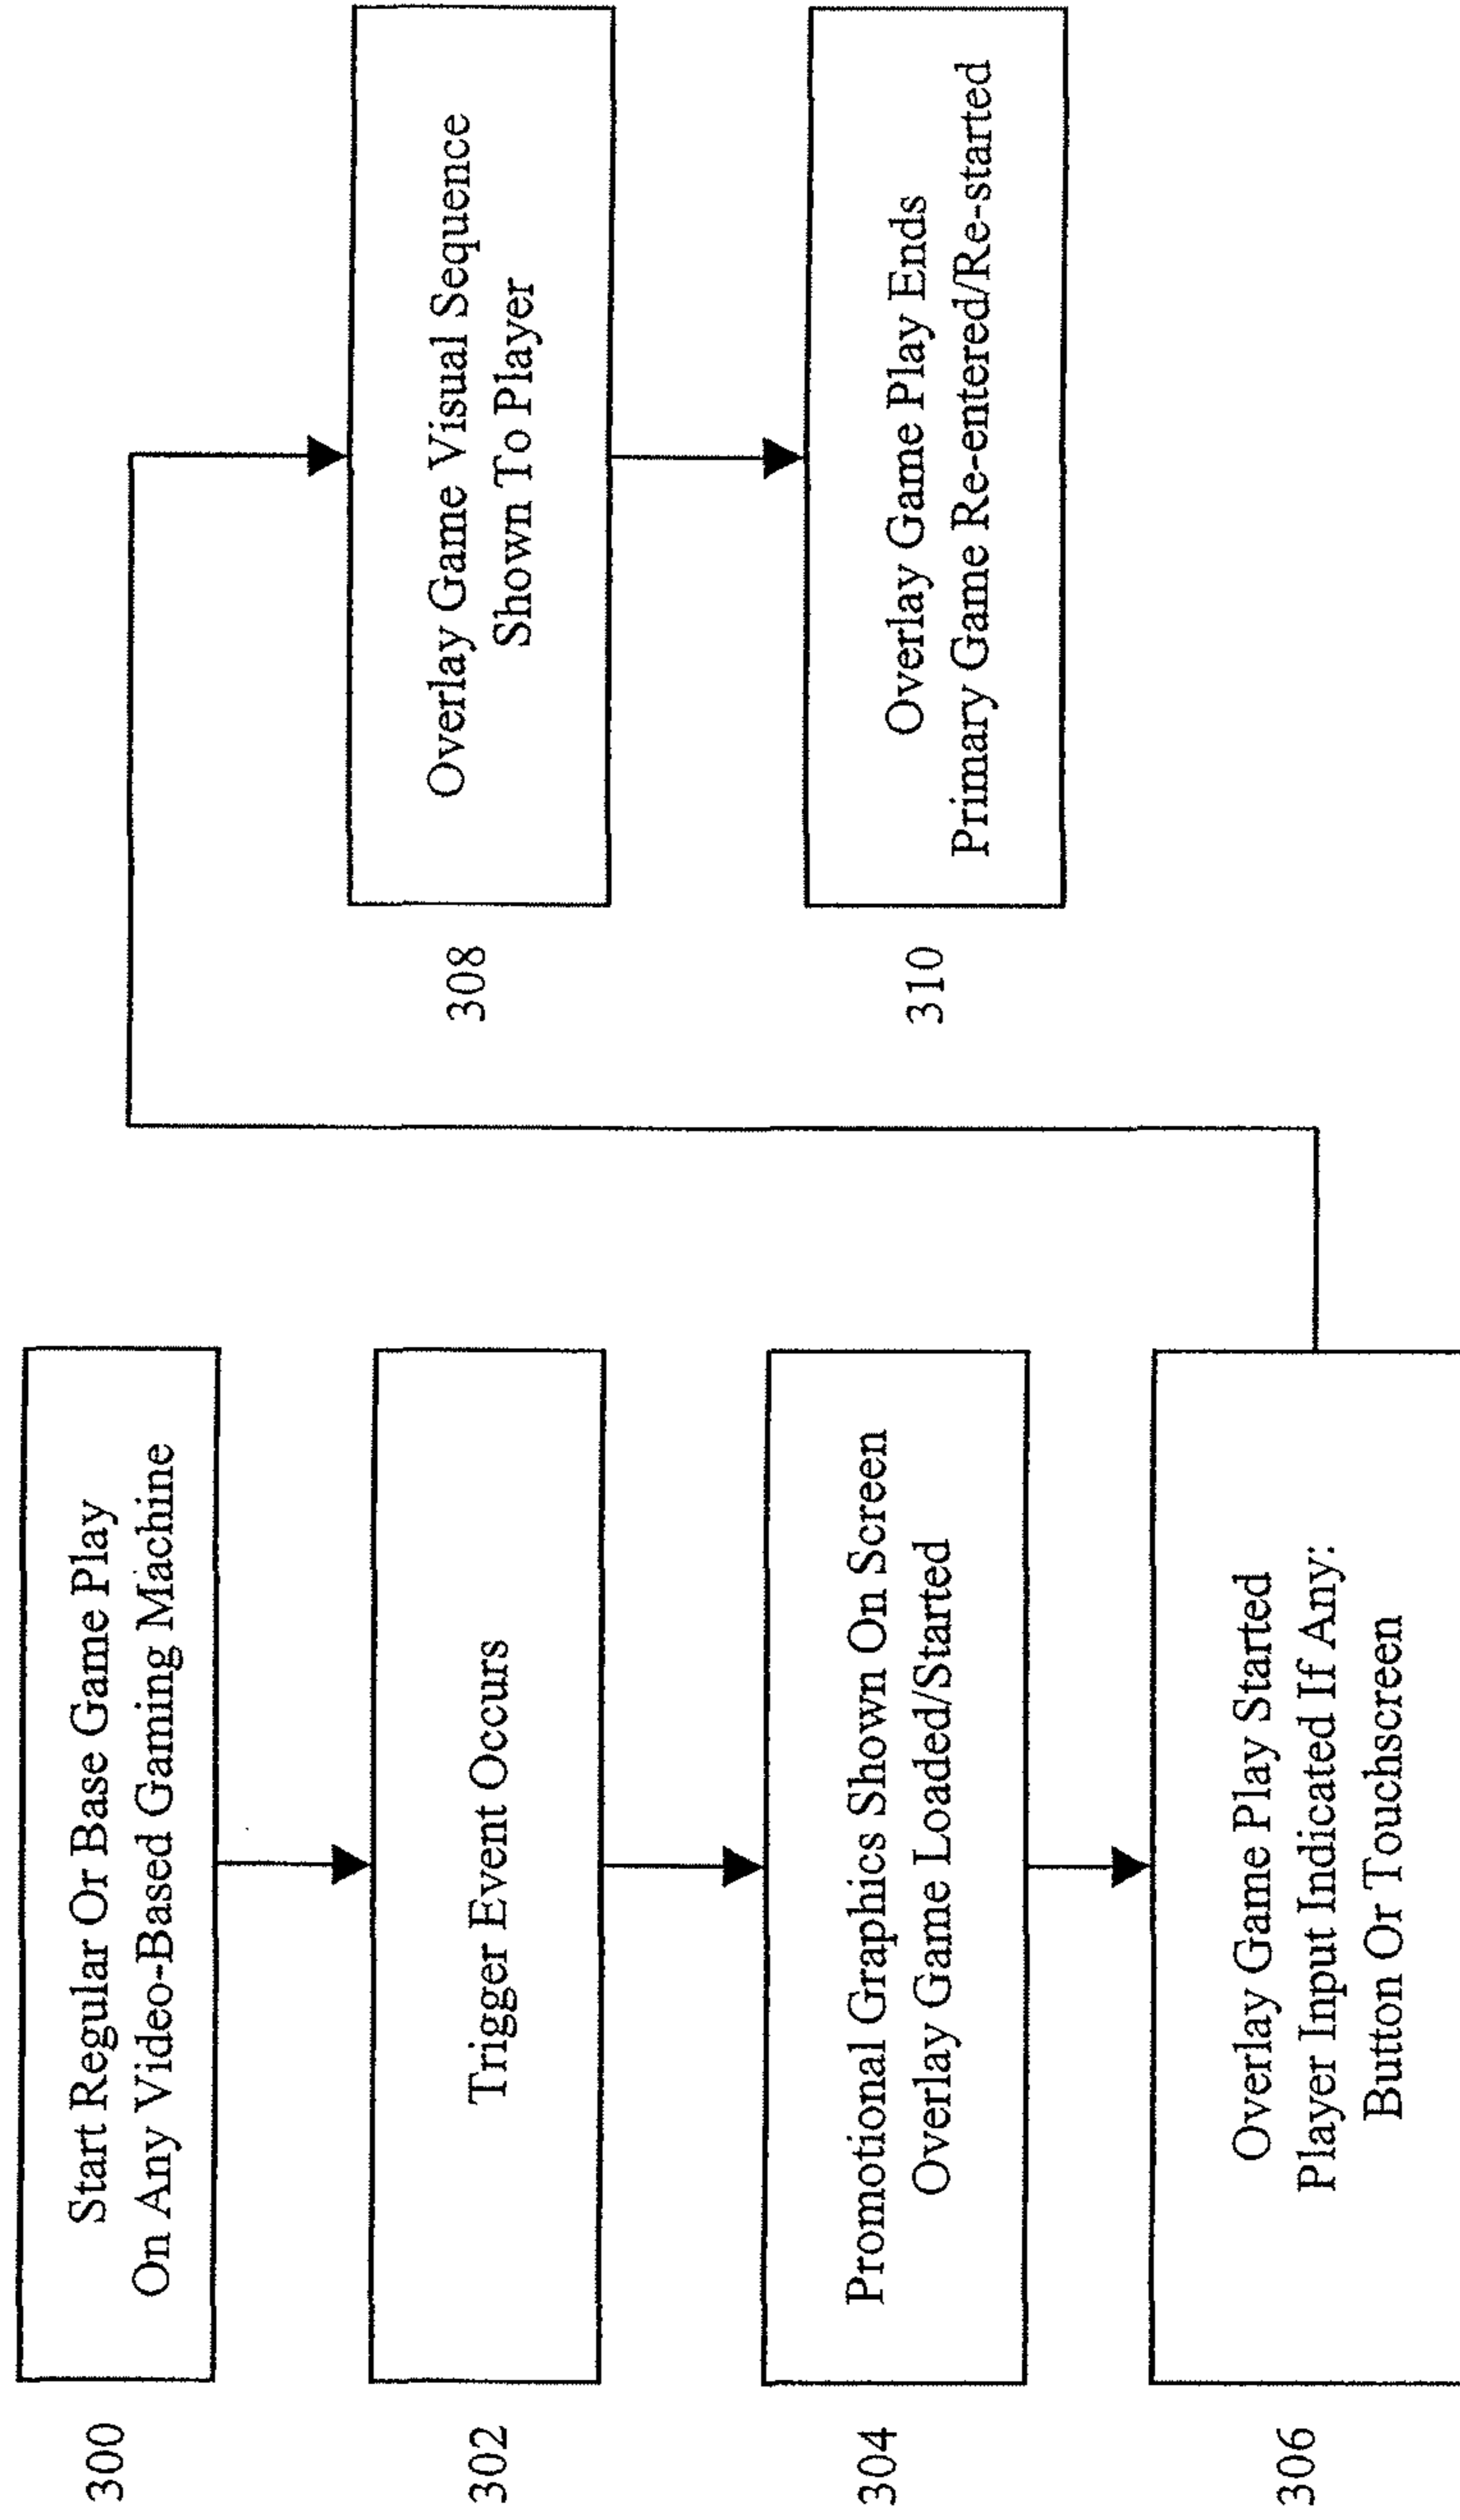 300
Start Regular Or Base Game Play
On Any Video-Based Gaming Machine
302
Trigger Event Occurs
304
Promotional Graphics Shown On Screen
Overlay Game Loaded/Started
306
Overlay Game Play Started
Player Input Indicated If Any:
Button Or Touchscreen
308
Overlay Game Visual Sequence
Shown To Player
310
Overlay Game Play Ends
Primary Game Re-entered/Re-started